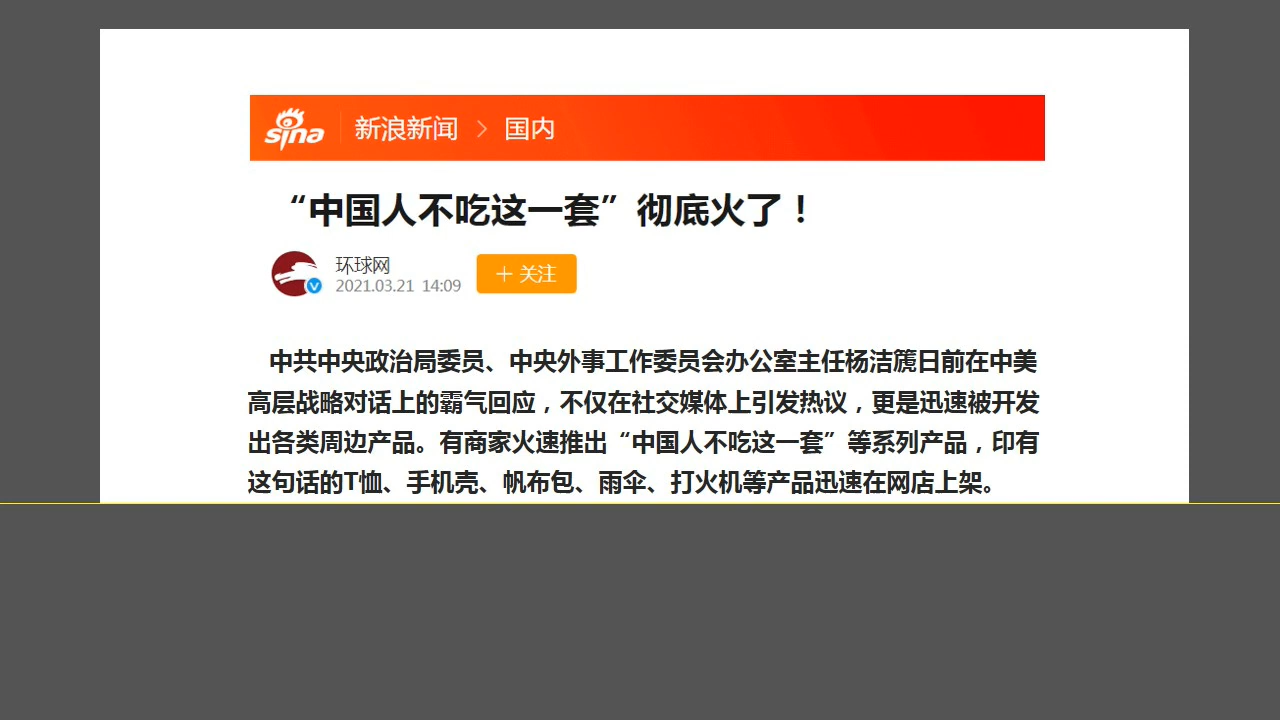 sina 新浪新闻 > 国内
“中国人不吃这一套”彻底火了！
环球网
2021.03.21 14:09
+ 关注
中共中央政治局委员、中央外事工作委员会办公室主任杨洁篪日前在中美
高层战略对话上的霸气回应，不仅在社交媒体上引发热议，更是迅速被开发
出各类周边产品。有商家火速推出“中国人不吃这一套”等系列产品，印有
这句话的T恤、手机壳、帆布包、雨伞、打火机等产品迅速在网店上架。